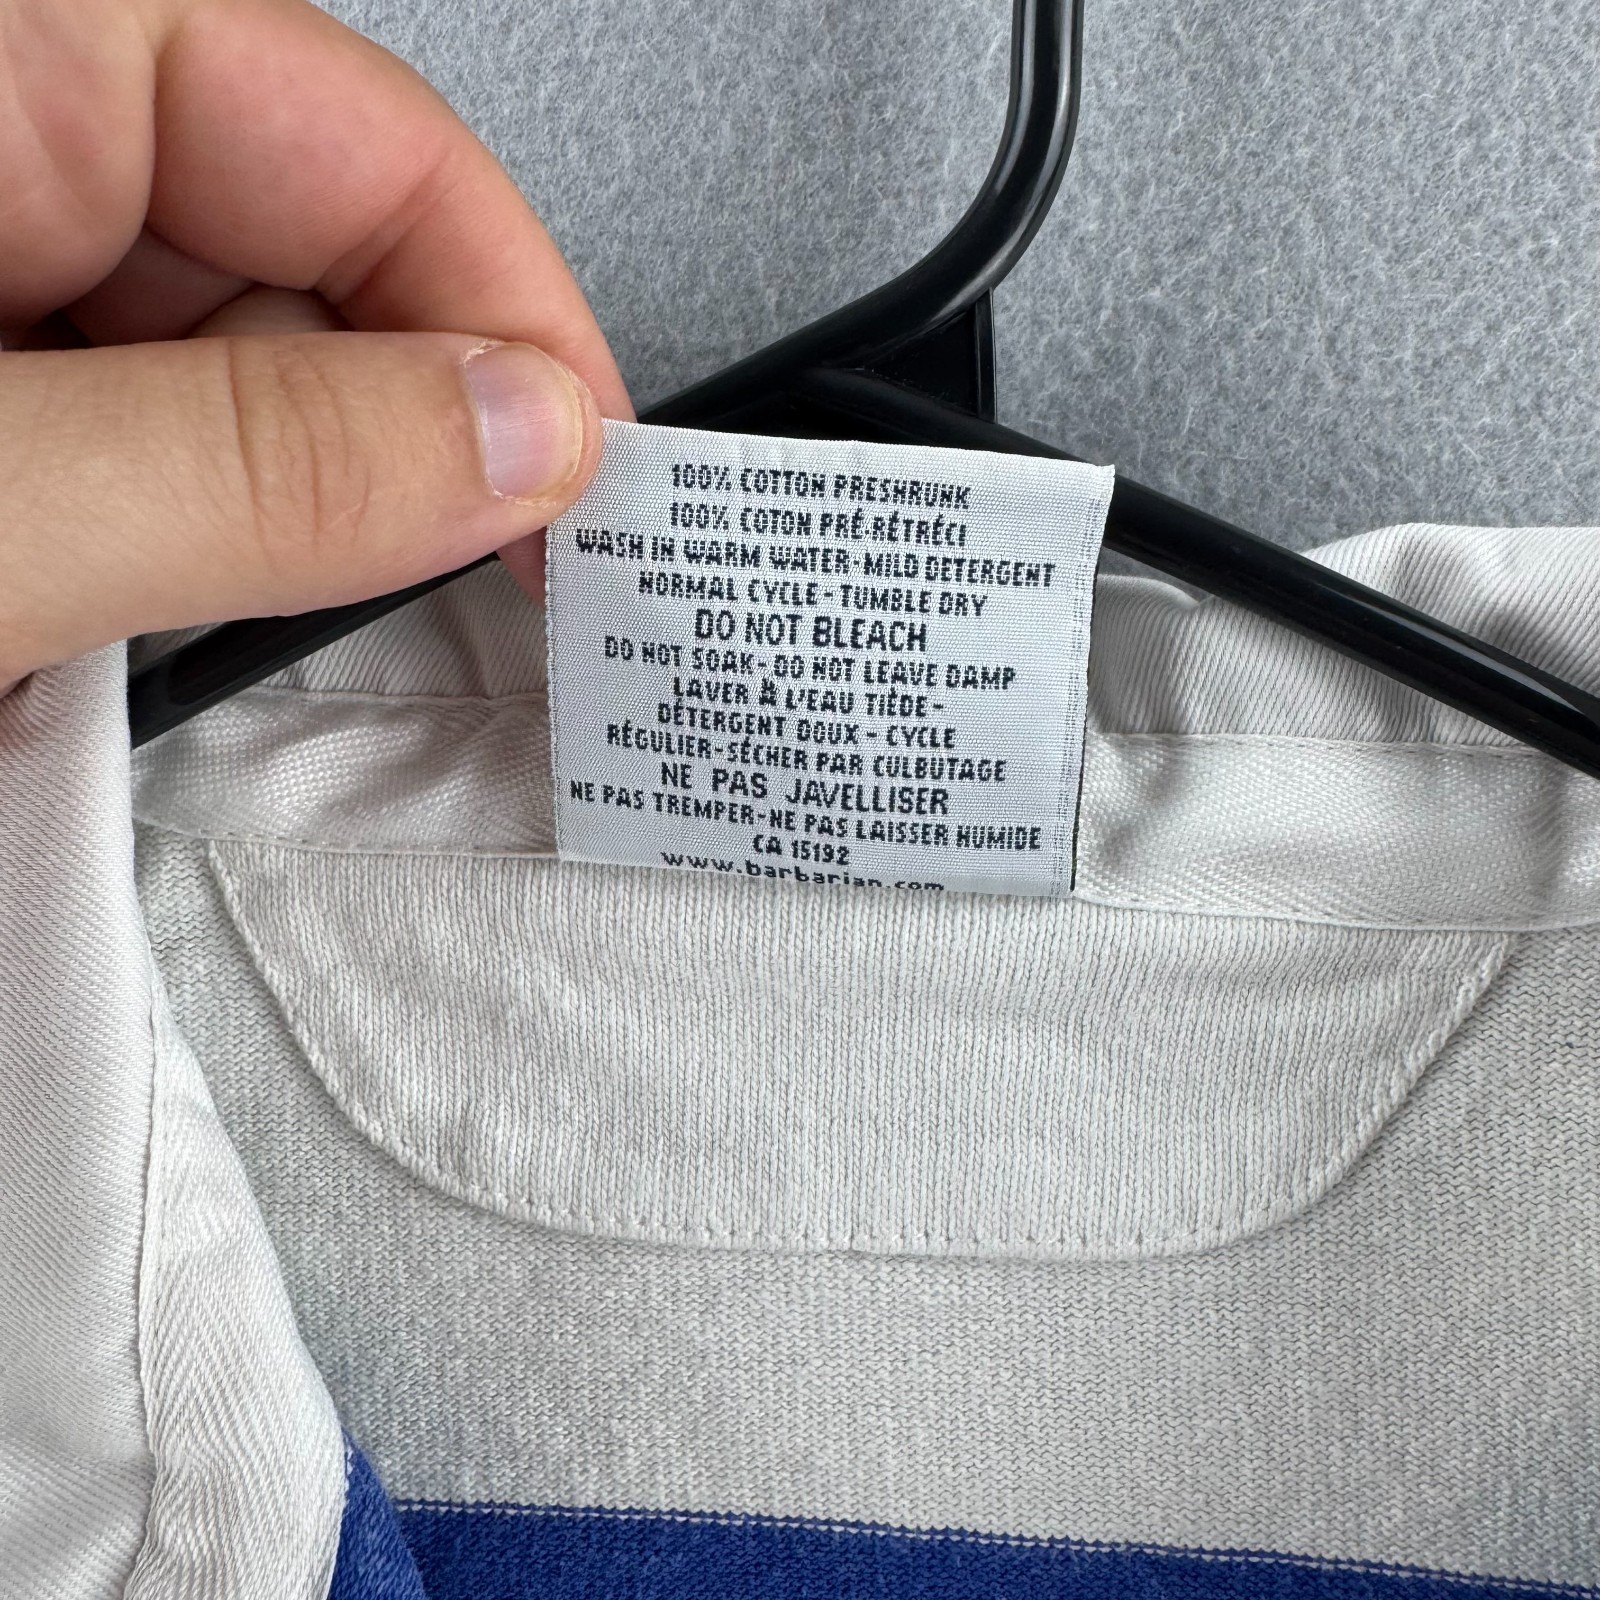 100% COTTON PRESHRUNK
100% COTON PRÉ-RÉTRÉCI
WASH IN WARM WATER-MILD DETERGENT
NORMAL CYCLE - TUMBLE DRY
DO NOT BLEACH
DO NOT SOAK - DO NOT LEAVE DAMP
LAVER À L'EAU TIÈDE -
DÉTERGENT DOUX - CYCLE
RÉGULIER-SÉCHER PAR CULBUTAGE
NE PAS JAVELLISER
NE PAS TREMPER-NE PAS LAISSER HUMIDE
CA 15192
www.barbarian.com